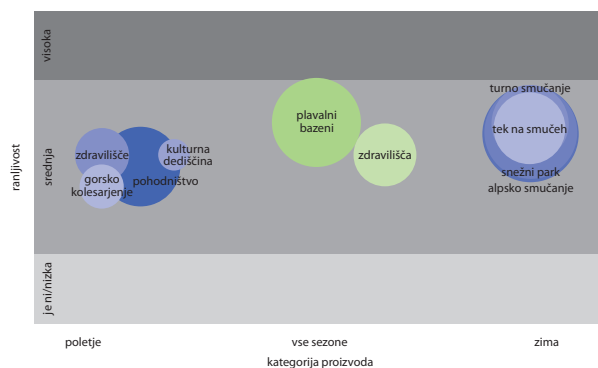 ranljivost
visoka
srednja
je ni/nizka
zdravilišče
gorsko
kolesarjenje
kulturna
dediščina
pohodništvo
plavalni
bazeni
zdravilišča
turno smučanje
tek na smučeh
snežni park
alpsko smučanje
poletje
vse sezone
zima
kategorija proizvoda